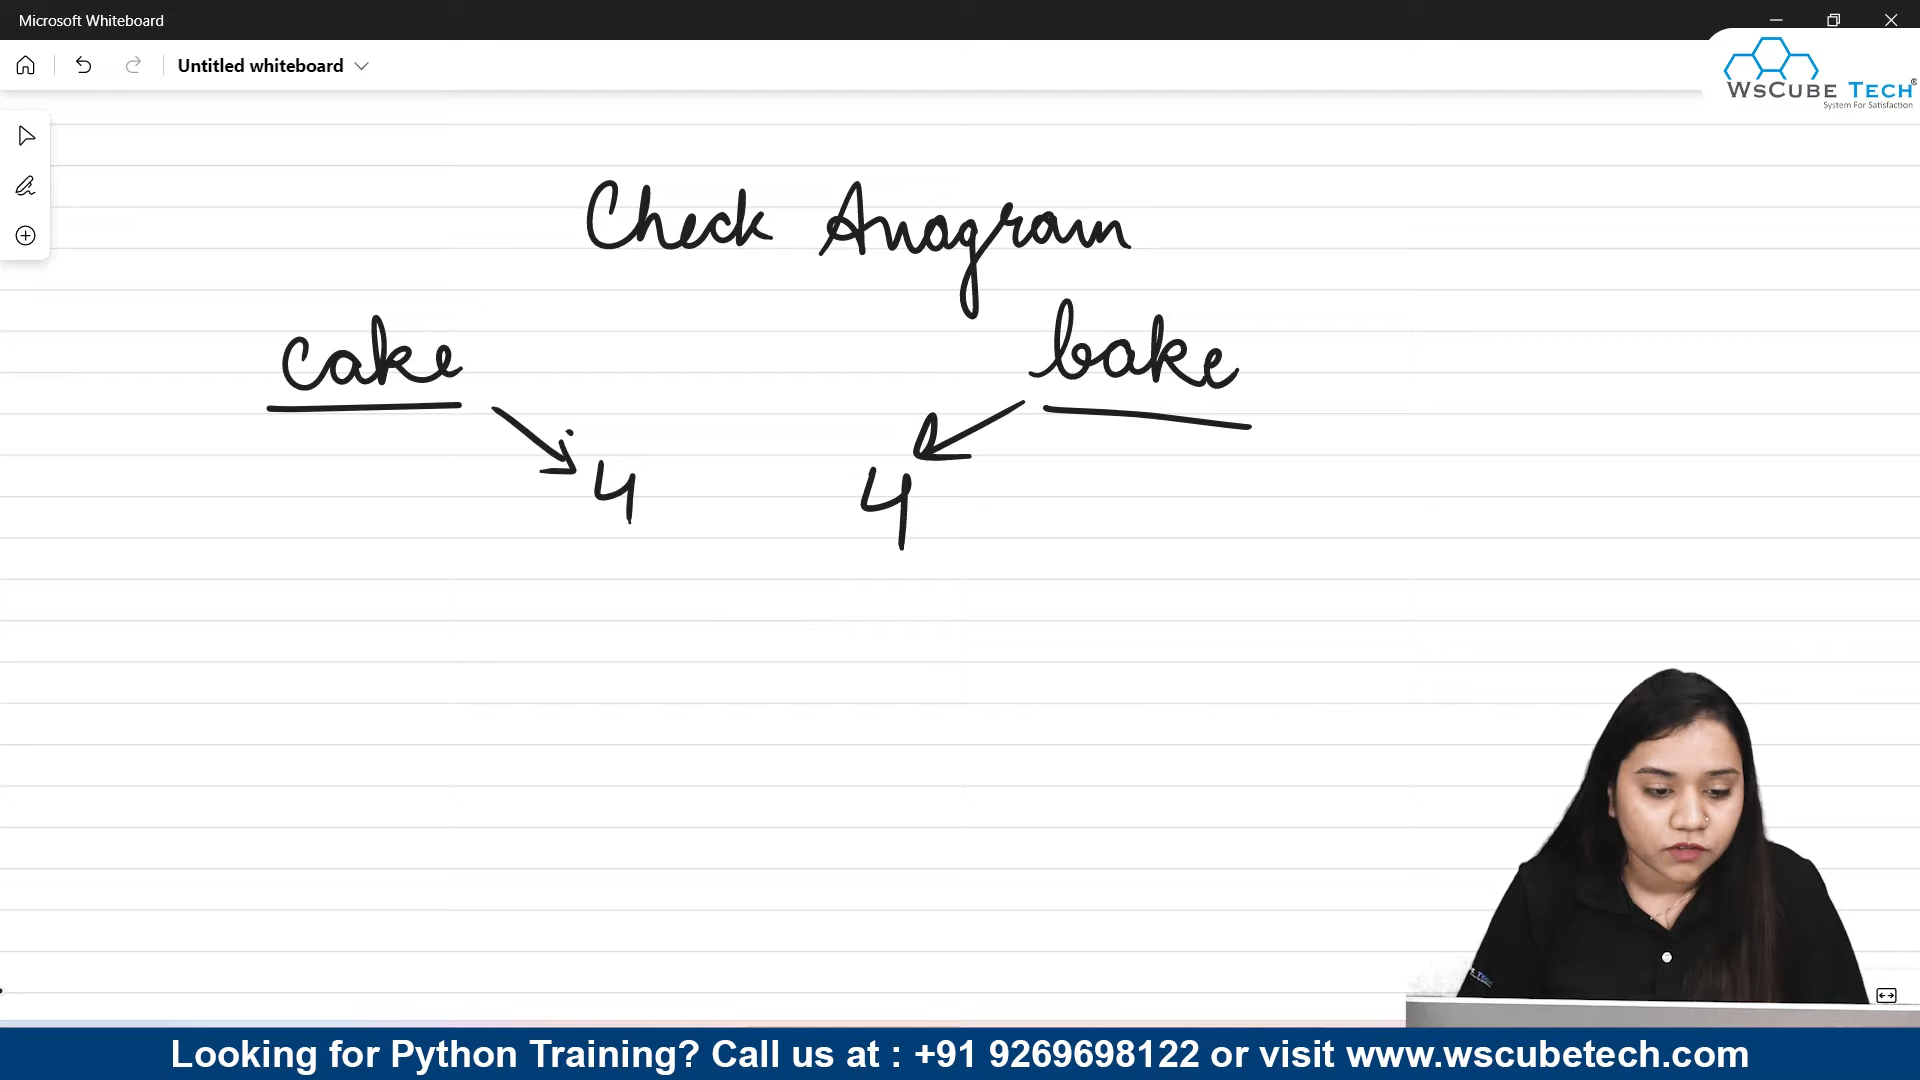 Microsoft Whiteboard
Untitled whiteboard
WsCube Tech®
System For Satisfaction
Check Anagram
cake bake
4 4
Looking for Python Training? Call us at : +91 9269698122 or visit www.wscubetech.com